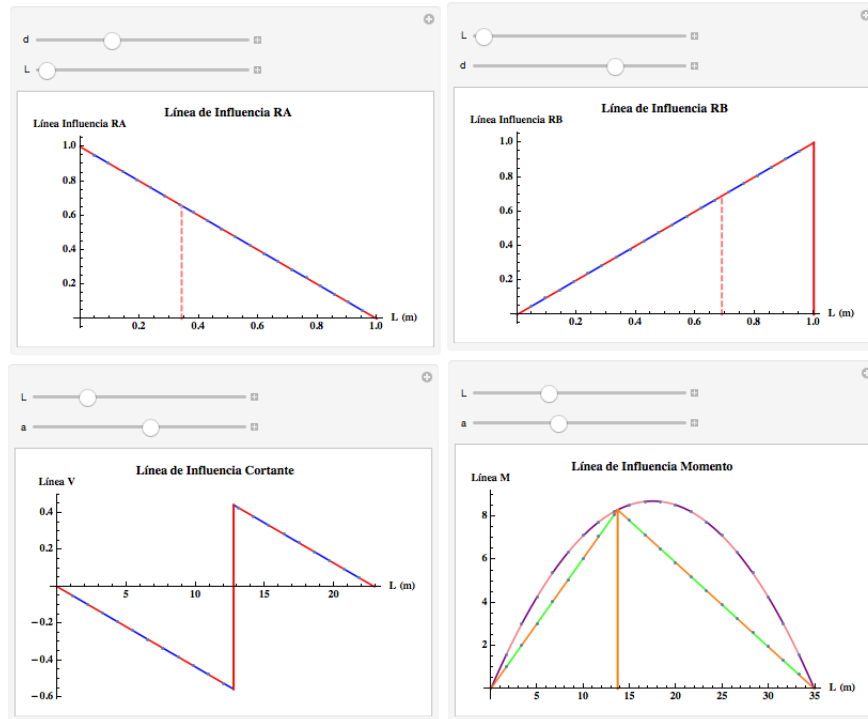 d
L
Línea de Influencia RA
Línea Influencia RA
1.0
0.8
0.6
0.4
0.2
0.2 0.4 0.6 0.8 1.0
L (m)
L
d
Línea de Influencia RB
Línea Influencia RB
1.0
0.8
0.6
0.4
0.2
0.2 0.4 0.6 0.8 1.0
L (m)
L
a
Línea de Influencia Cortante
Línea V
0.4
0.2
5 10 15 20
L (m)
−0.2
−0.4
−0.6
L
a
Línea de Influencia Momento
Línea M
8
6
4
2
5 10 15 20 25 30 35
L (m)